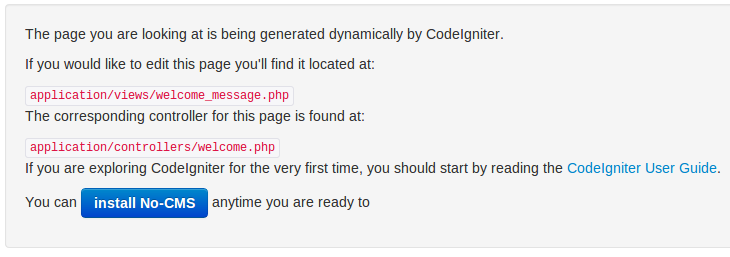 The page you are looking at is being generated dynamically by CodeIgniter.
If you would like to edit this page you'll find it located at:
application/views/welcome_message.php
The corresponding controller for this page is found at:
application/controllers/welcome.php
If you are exploring CodeIgniter for the very first time, you should start by reading the CodeIgniter User Guide.
You can install No-CMS anytime you are ready to